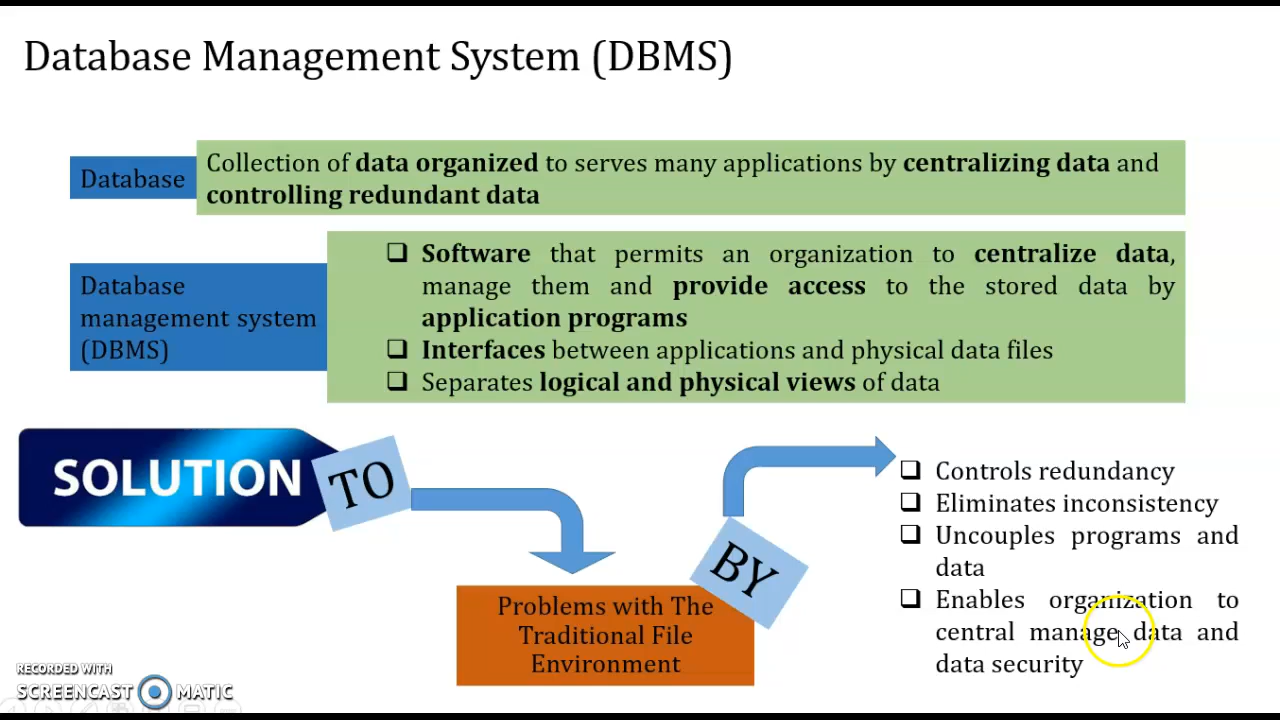 Database Management System (DBMS)
Database
Collection of data organized to serves many applications by centralizing data and
controlling redundant data
Database
management system
(DBMS)
❑ Software that permits an organization to centralize data,
manage them and provide access to the stored data by
application programs
❑ Interfaces between applications and physical data files
❑ Separates logical and physical views of data
SOLUTION
TO
Problems with The
Traditional File
Environment
BY
❑ Controls redundancy
❑ Eliminates inconsistency
❑ Uncouples programs and
data
❑ Enables organization to
central manage data and
data security
RECORDED WITH
SCREENCAST MATIC